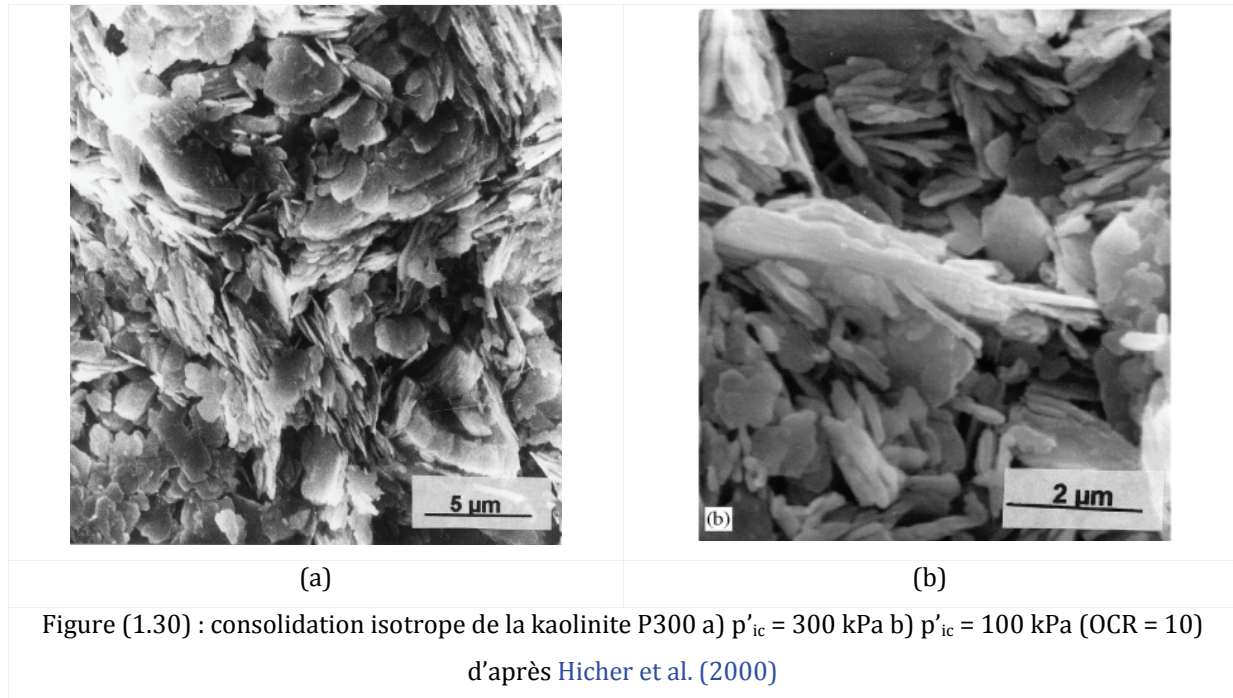 5 µm
2 µm
(b)
(a)
(b)
Figure (1.30) : consolidation isotrope de la kaolinite P300 a) p'ic = 300 kPa b) p'ic = 100 kPa (OCR = 10)
d'après Hicher et al. (2000)